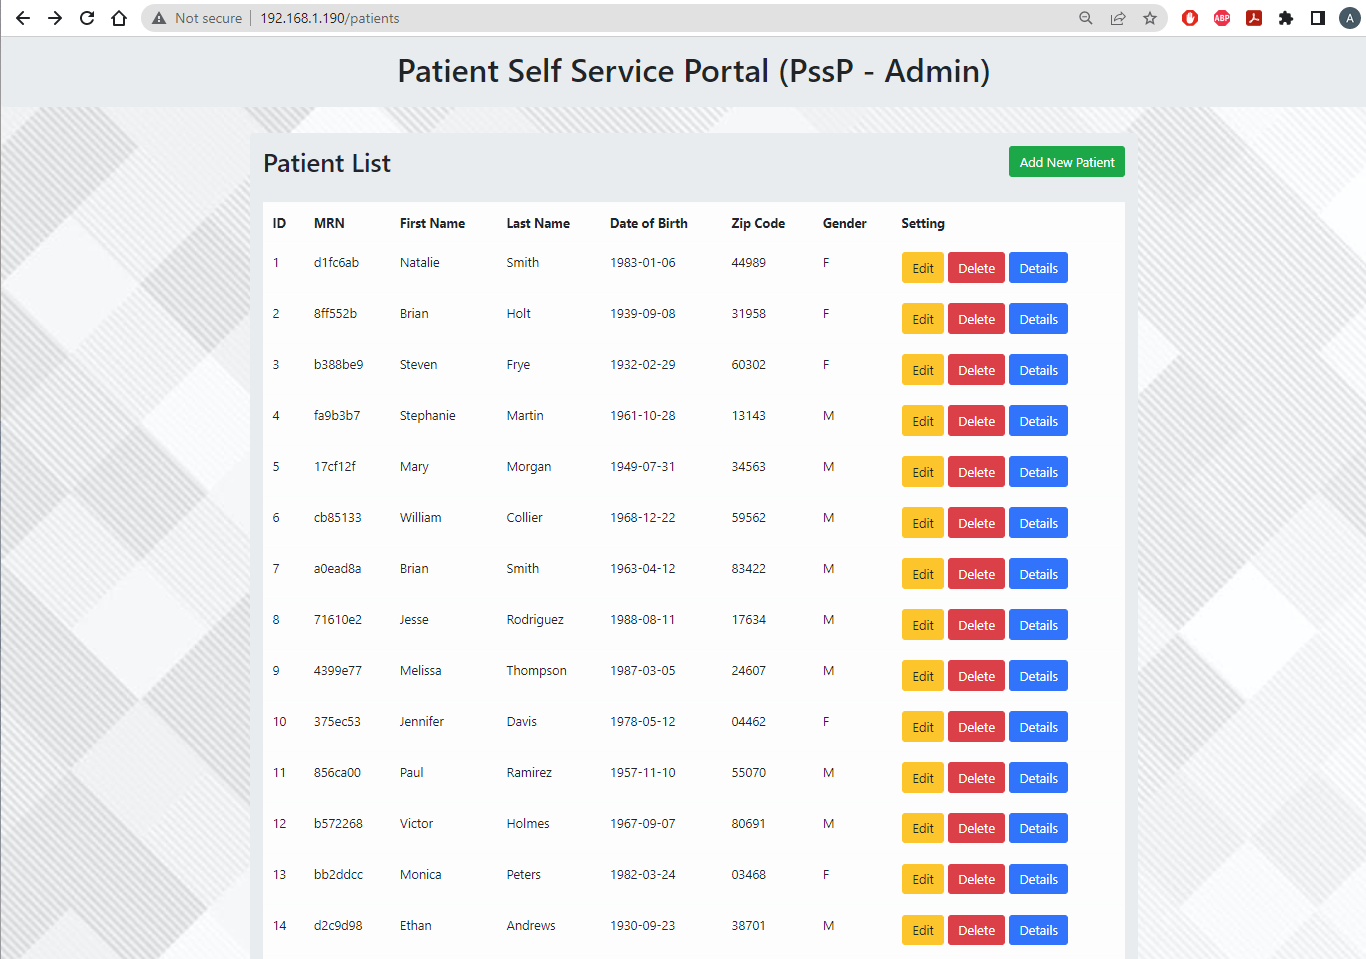 Not secure 192.168.1.190/patients ABP A
Patient Self Service Portal (PssP - Admin)
Patient List Add New Patient
ID MRN First Name Last Name Date of Birth Zip Code Gender Setting
1 d1fc6ab Natalie Smith 1983-01-06 44989 F Edit Delete Details
2 8ff552b Brian Holt 1939-09-08 31958 F Edit Delete Details
3 b388be9 Steven Frye 1932-02-29 60302 F Edit Delete Details
4 fa9b3b7 Stephanie Martin 1961-10-28 13143 M Edit Delete Details
5 17cf12f Mary Morgan 1949-07-31 34563 M Edit Delete Details
6 cb85133 William Collier 1968-12-22 59562 M Edit Delete Details
7 a0ead8a Brian Smith 1963-04-12 83422 M Edit Delete Details
8 71610e2 Jesse Rodriguez 1988-08-11 17634 M Edit Delete Details
9 4399e77 Melissa Thompson 1987-03-05 24607 M Edit Delete Details
10 375ec53 Jennifer Davis 1978-05-12 04462 F Edit Delete Details
11 856ca00 Paul Ramirez 1957-11-10 55070 M Edit Delete Details
12 b572268 Victor Holmes 1967-09-07 80691 M Edit Delete Details
13 bb2ddcc Monica Peters 1982-03-24 03468 F Edit Delete Details
14 d2c9d98 Ethan Andrews 1930-09-23 38701 M Edit Delete Details